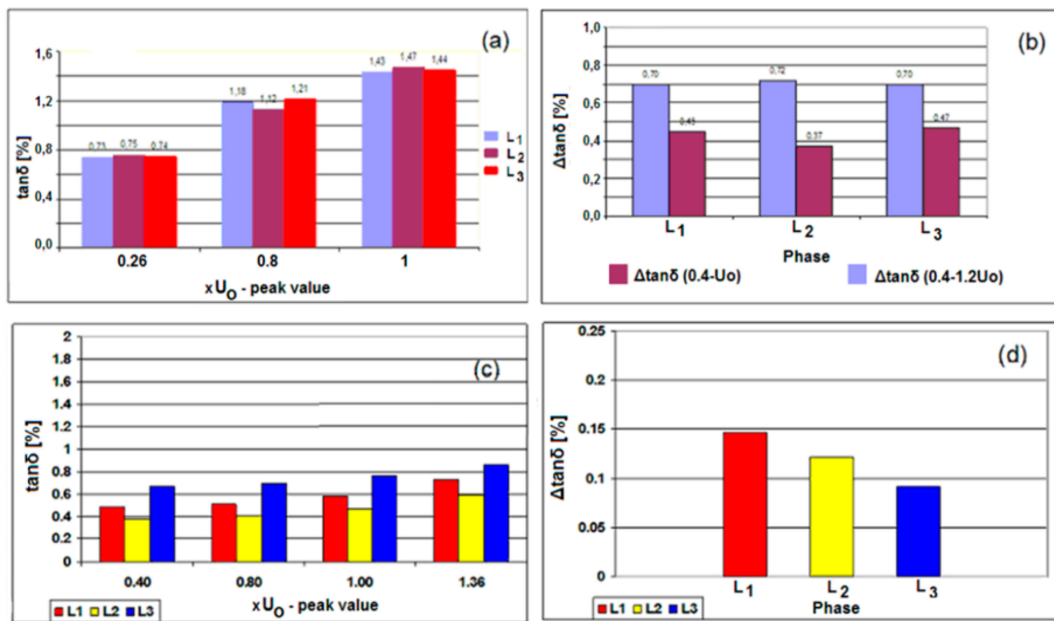 (a)
tanδ [%]
1,6
1,2
0,8
0,4
0,0
0,73 0,75 0,74
1,18 1,12 1,21
1,43 1,47 1,44
L1
L2
L3
0.26 0.8 1
x UO - peak value
(b)
Δtanδ [%]
1,0
0,8
0,6
0,4
0,2
0,0
0,70 0,72 0,70
0,45 0,37 0,47
L1 L2 L3
Phase
Δtanδ (0.4-Uo) Δtanδ (0.4-1.2Uo)
(c)
tanδ [%]
2
1.8
1.6
1.4
1.2
1
0.8
0.6
0.4
0.2
0
0.40 0.80 1.00 1.36
x UO - peak value
L1 L2 L3
(d)
Δtanδ [%]
0.25
0.2
0.15
0.1
0.05
0
L1 L2 L3
Phase
L1 L2 L3